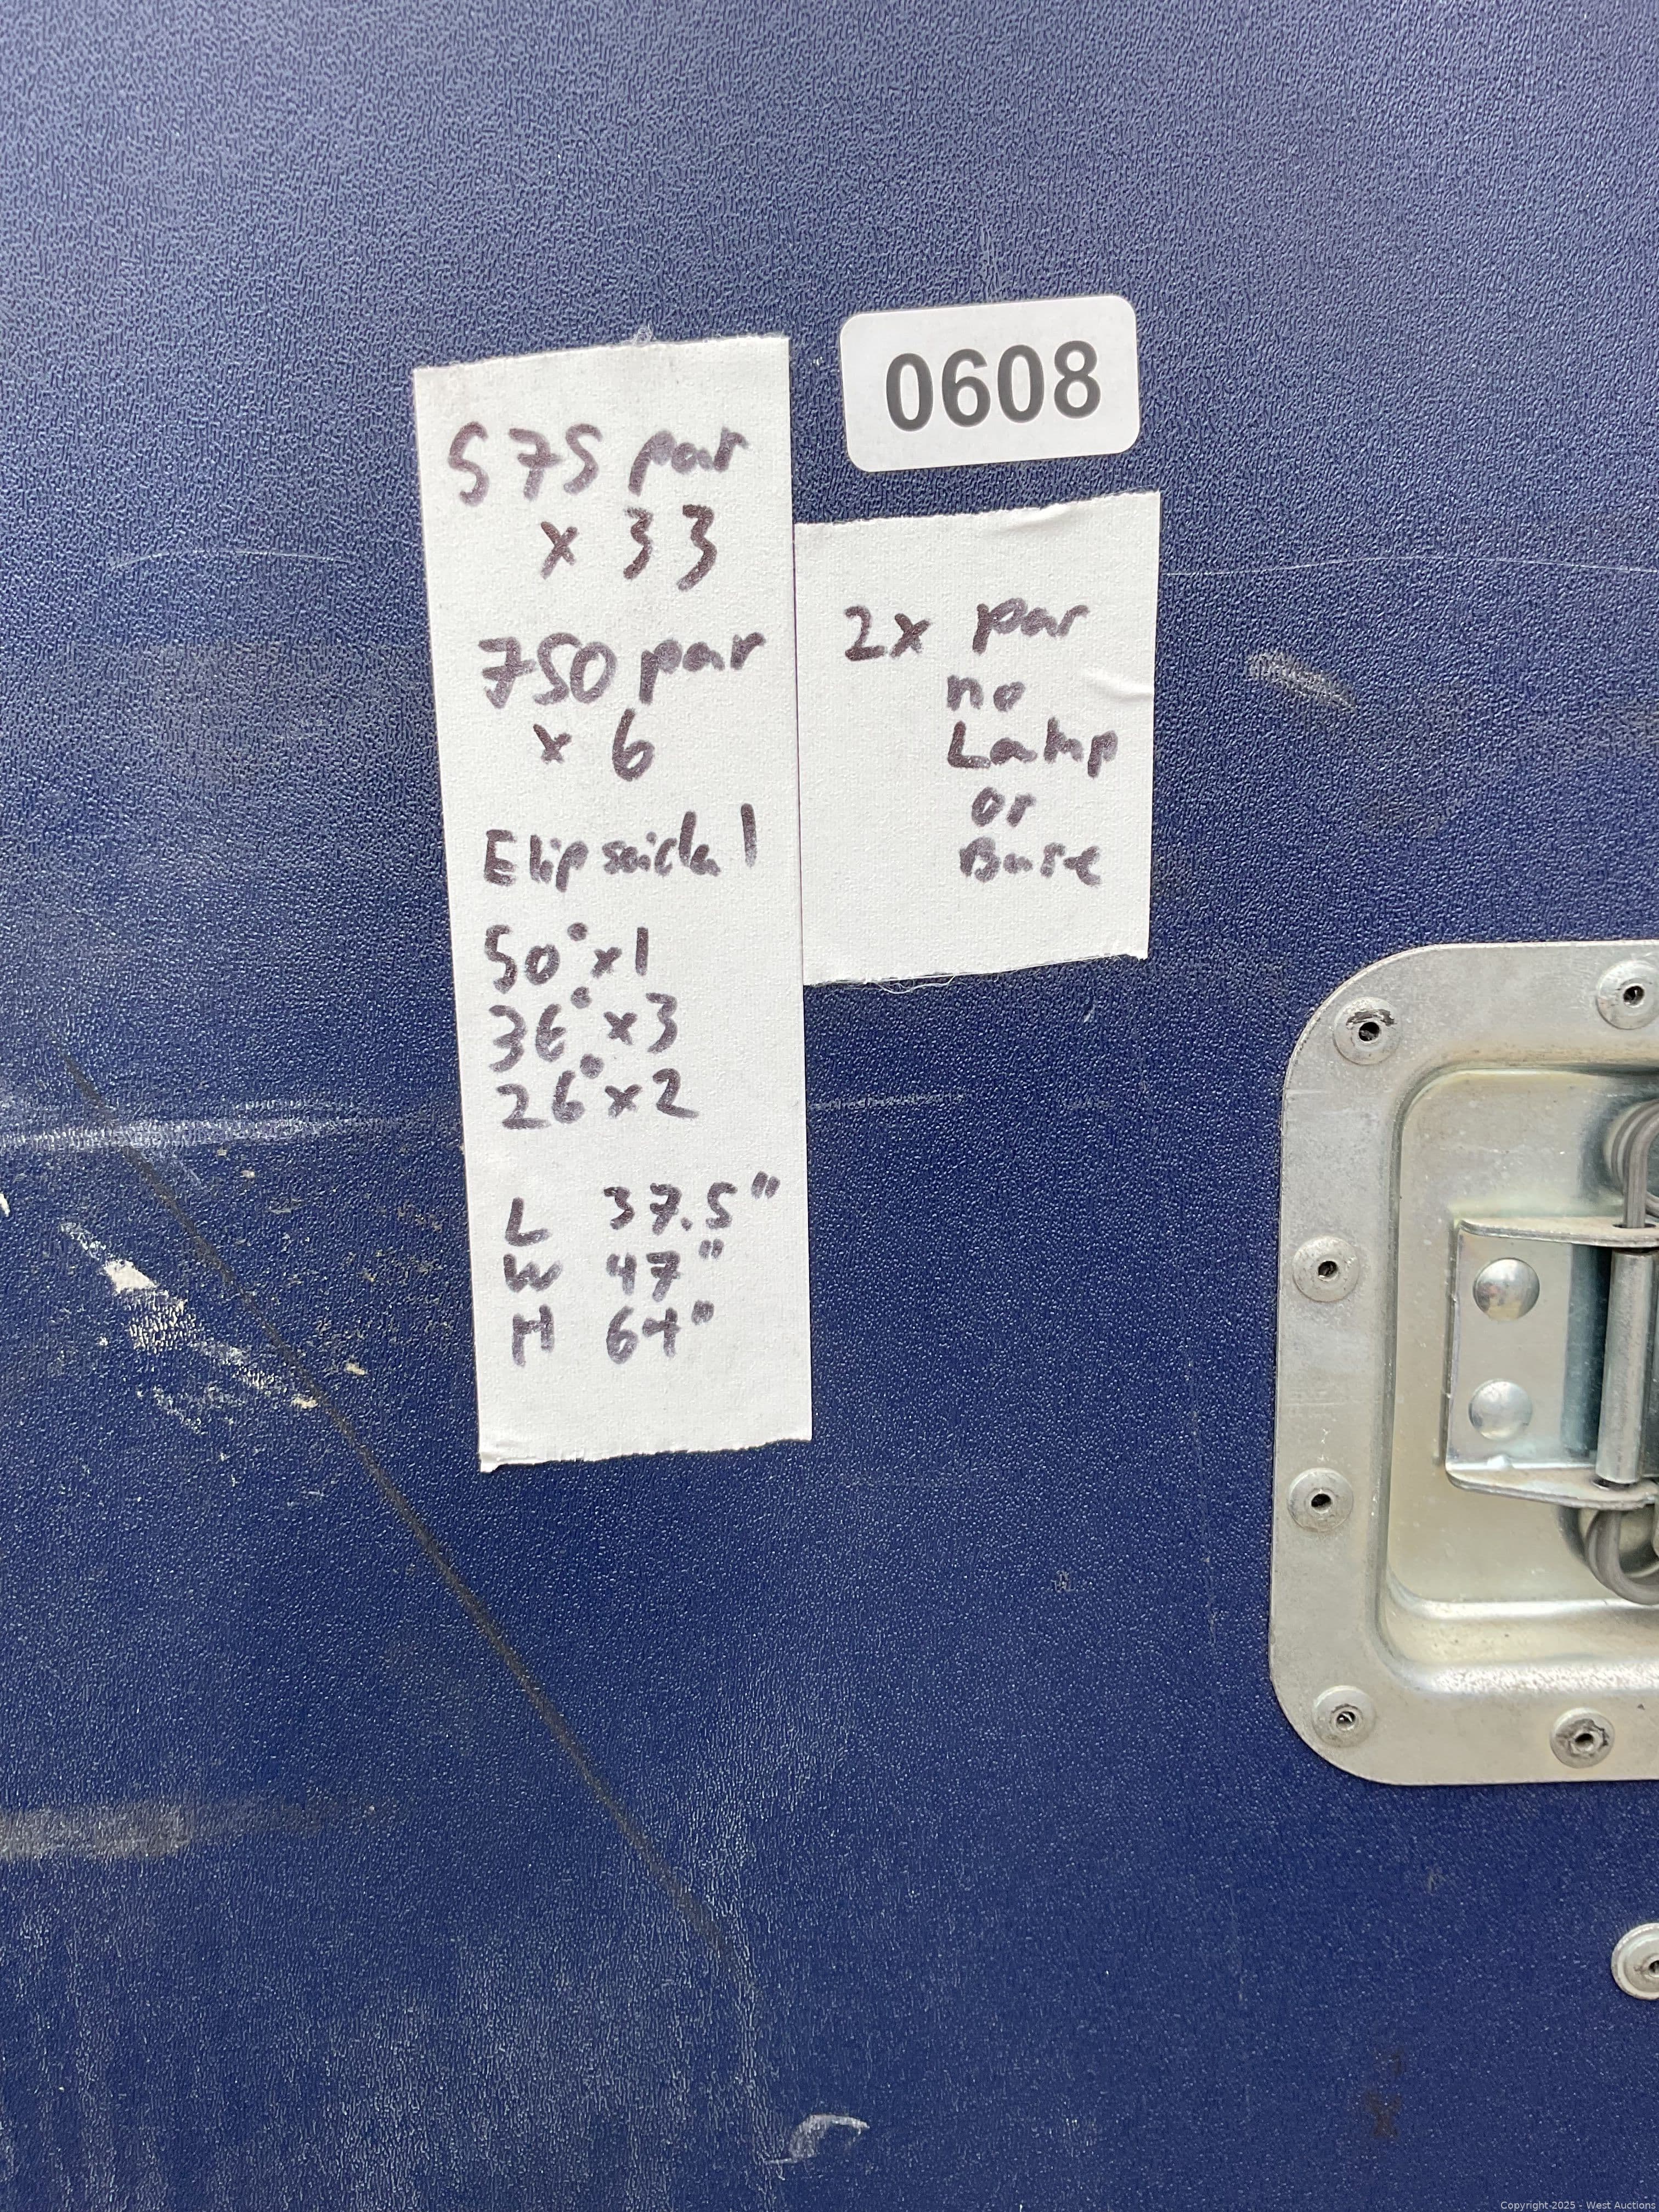 0608
575 par
x 33
750 par
x 6
Elipsoidal
50° x1
36° x3
26° x2
L 37.5"
W 47"
H 64"
2x par
no
Lamp
or
Base
Copyright-2025 - West Auctions